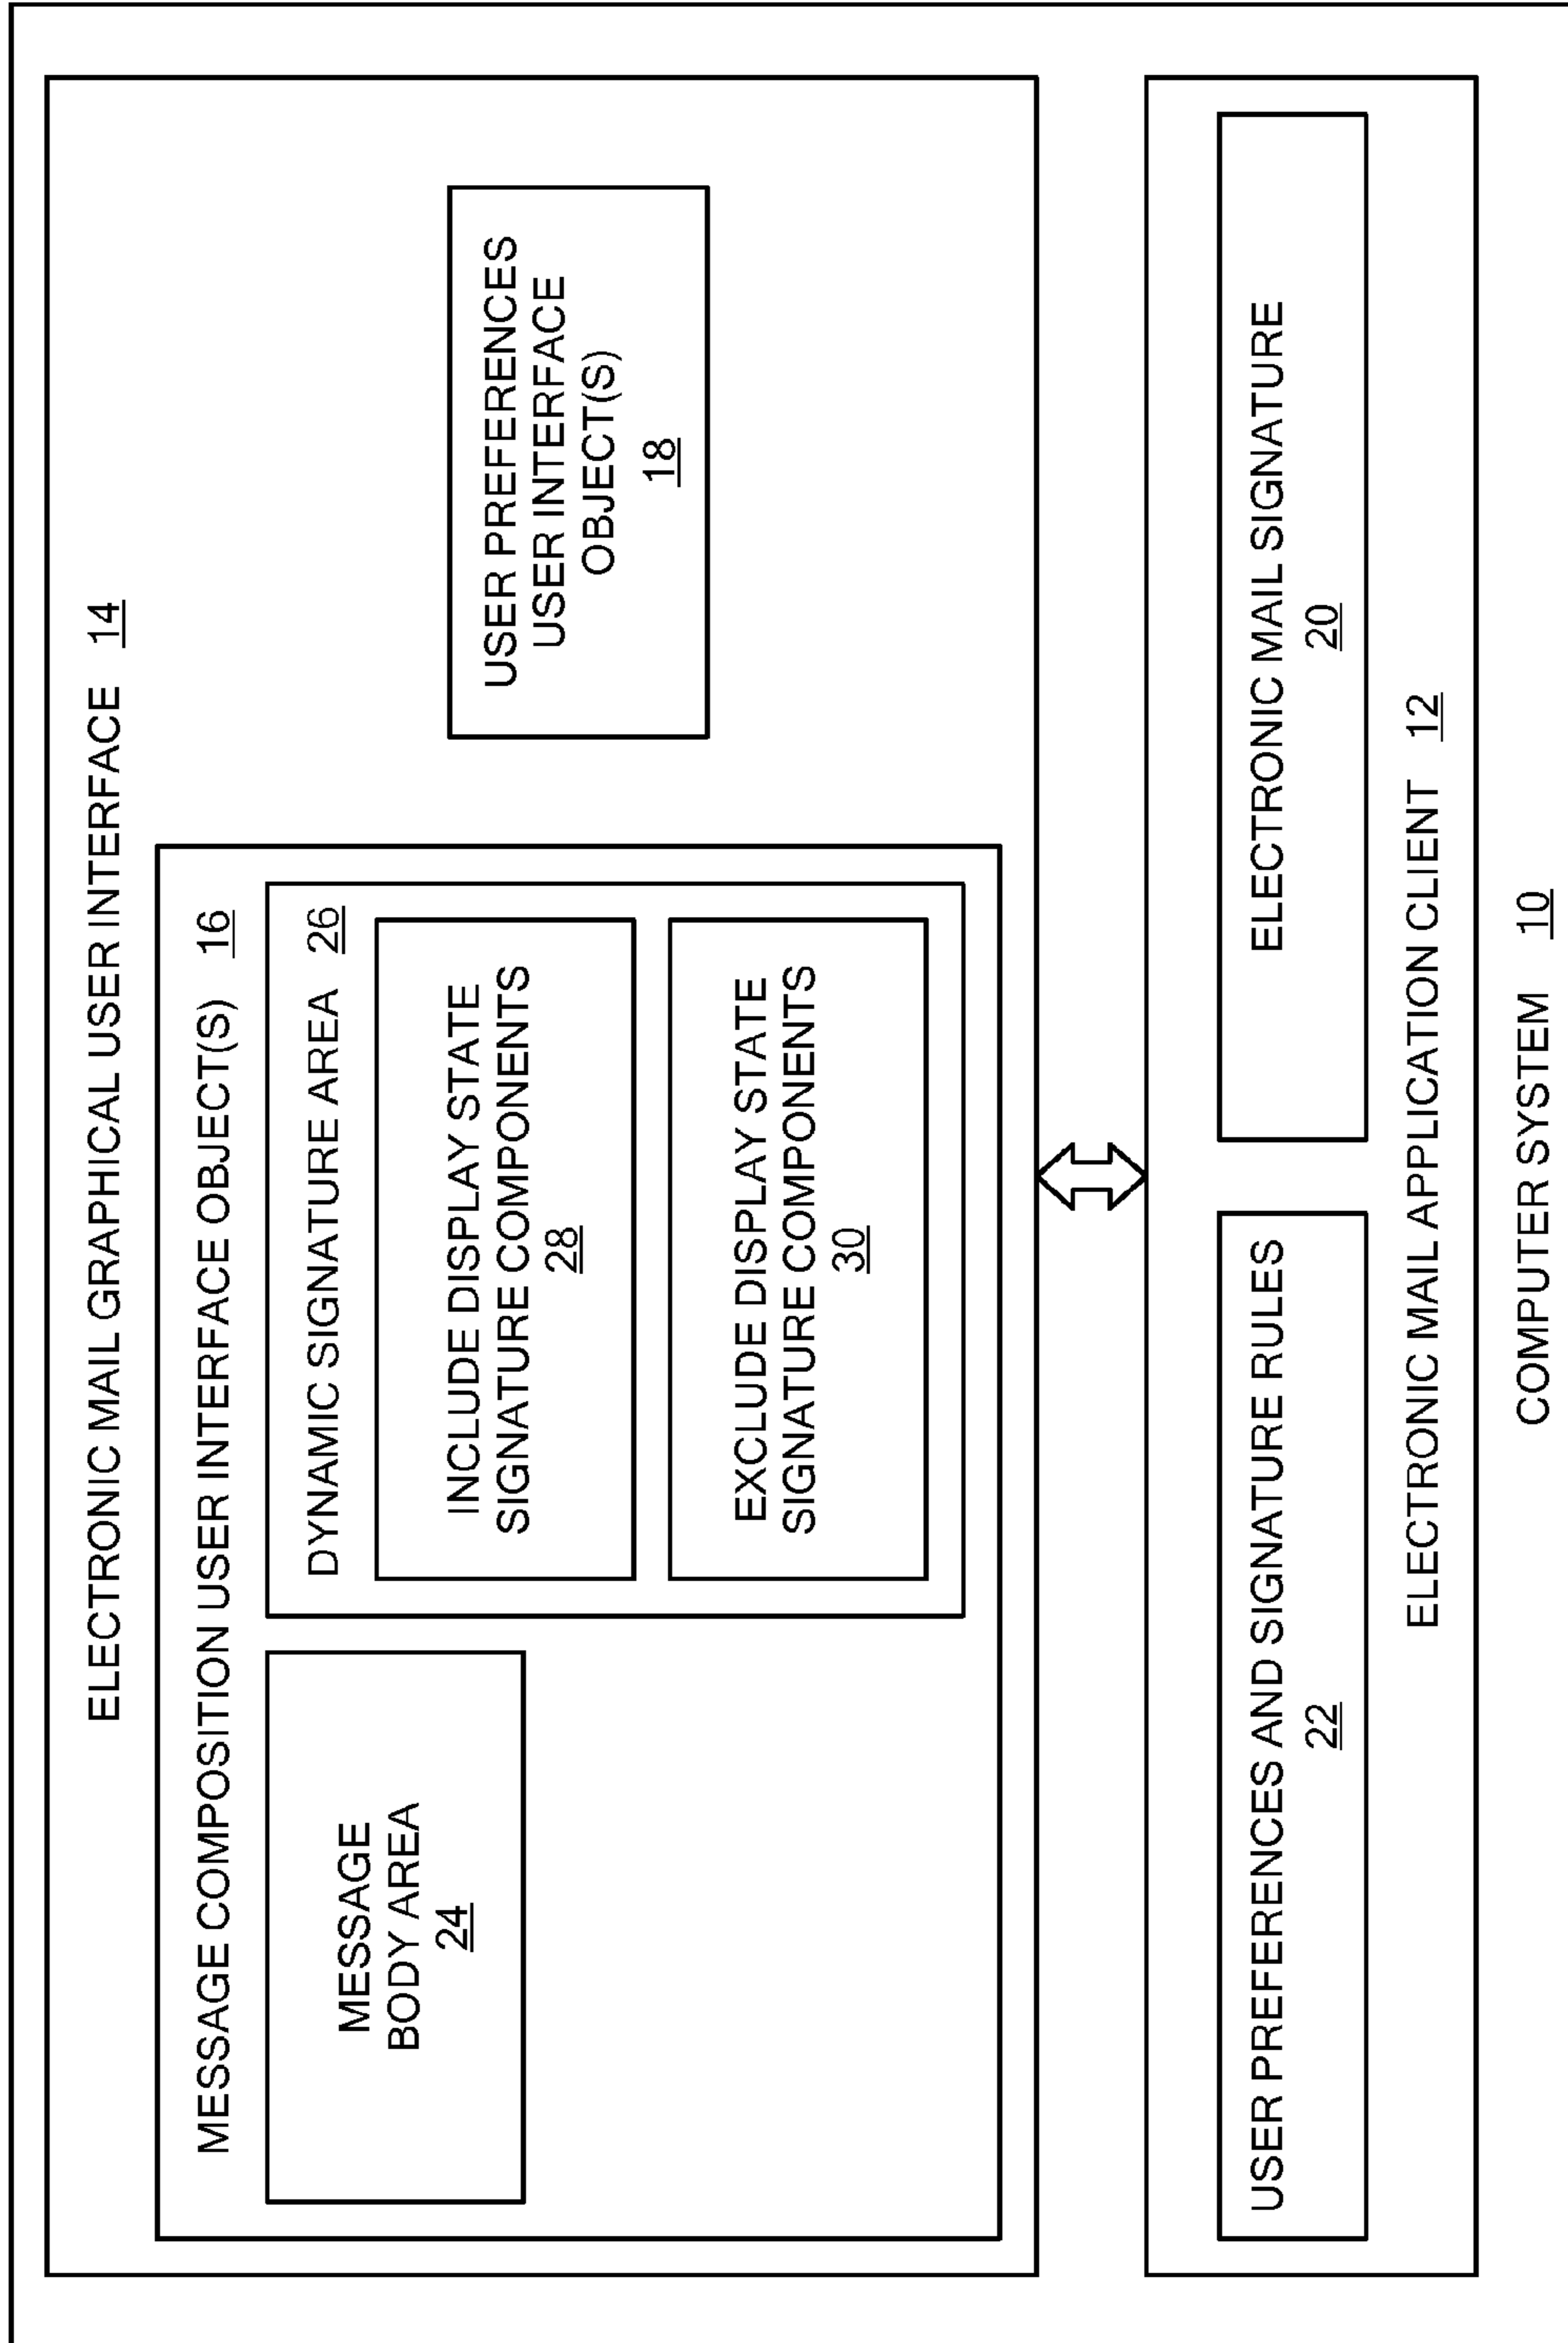 ELECTRONIC MAIL GRAPHICAL USER INTERFACE 14
MESSAGE COMPOSITION USER INTERFACE OBJECT(S) 16
MESSAGE
BODY AREA
24
DYNAMIC SIGNATURE AREA 26
INCLUDE DISPLAY STATE
SIGNATURE COMPONENTS
28
EXCLUDE DISPLAY STATE
SIGNATURE COMPONENTS
30
USER PREFERENCES
USER INTERFACE
OBJECT(S)
18
USER PREFERENCES AND SIGNATURE RULES
22
ELECTRONIC MAIL SIGNATURE
20
ELECTRONIC MAIL APPLICATION CLIENT 12
COMPUTER SYSTEM 10